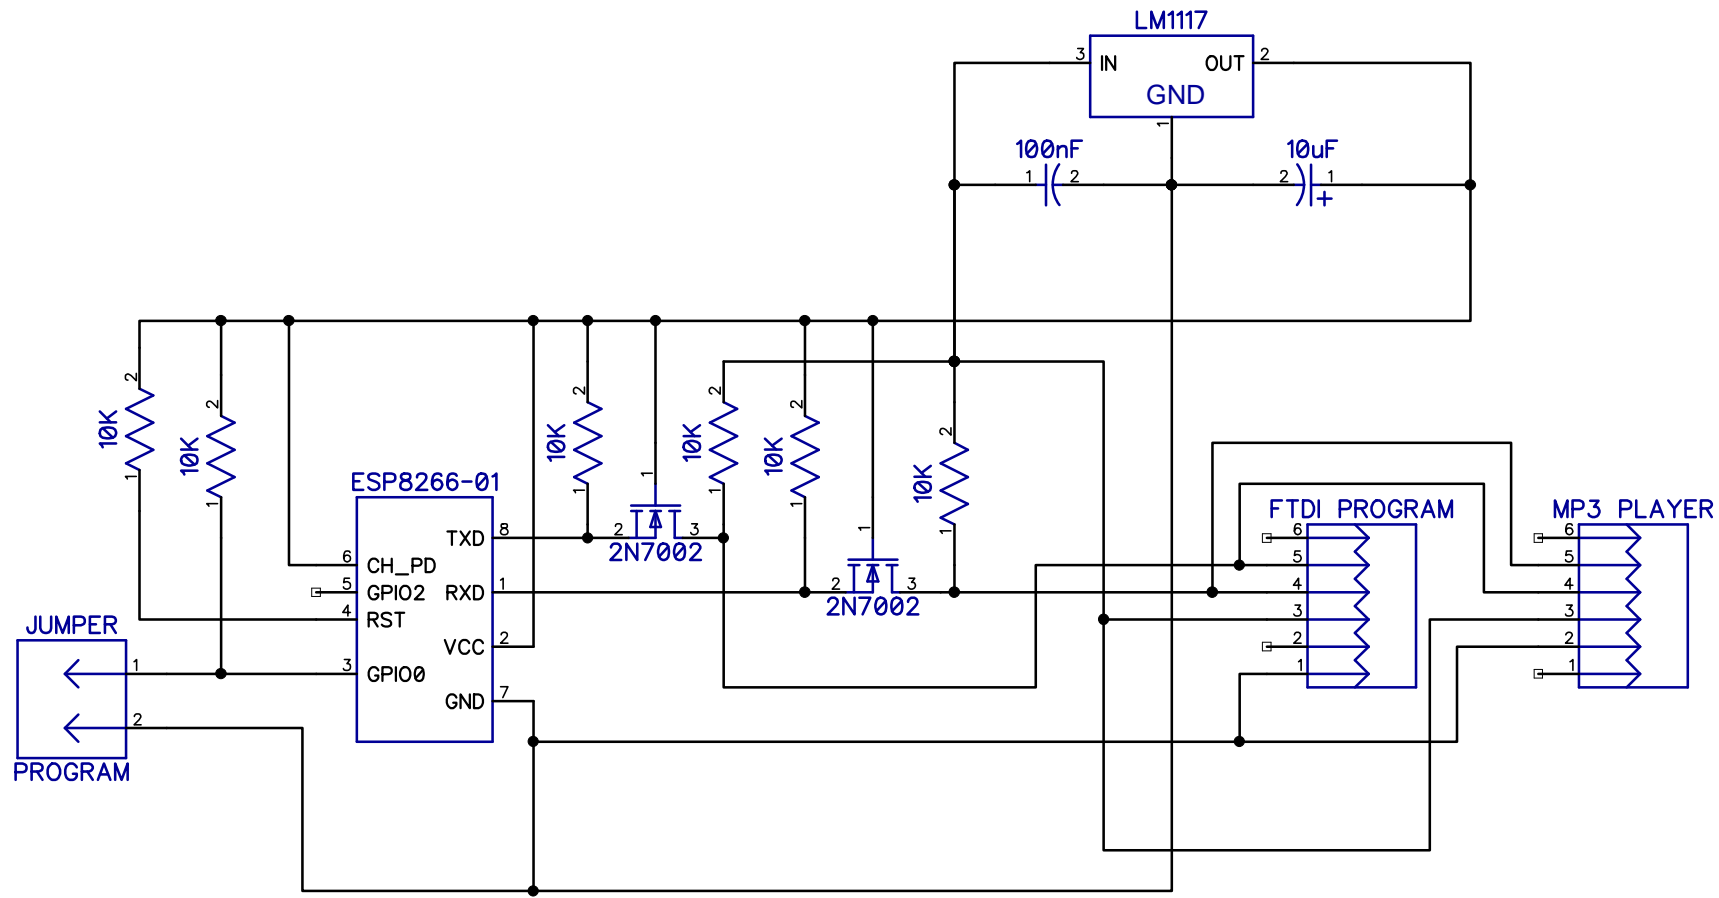 LM1117
3 IN OUT 2
GND
1
100nF 10uF
1 2 2 1
+
2 2 2 2 2 2
10K 10K 10K 10K 10K 10K
1 1 1 1 1 1
1 1
ESP8266-01
TXD 8
6 CH_PD
5 GPIO2 RXD 1
4 RST
VCC 2
3 GPIO0
GND 7
2 3
2N7002
2 3
2N7002
JUMPER
1
2
PROGRAM
FTDI PROGRAM
6
5
4
3
2
1
MP3 PLAYER
6
5
4
3
2
1